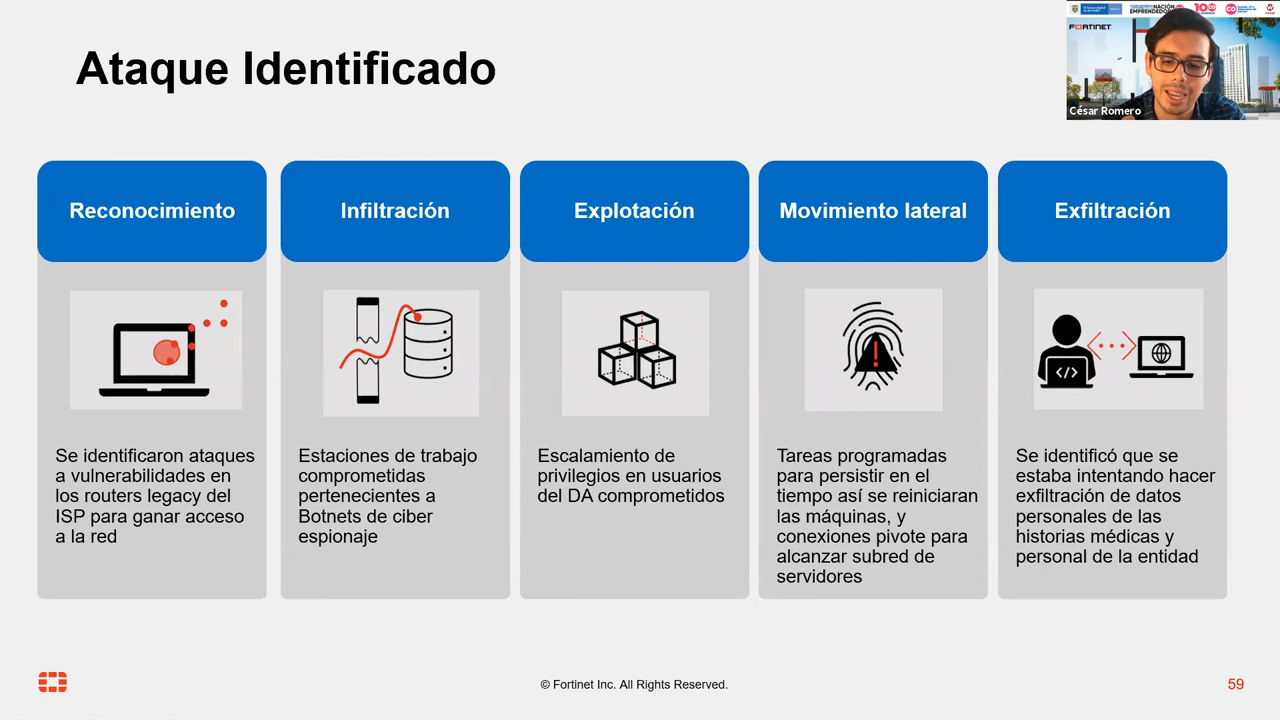 Ataque Identificado
FORTINET
César Romero
Reconocimiento
Se identificaron ataques
a vulnerabilidades en
los routers legacy del
ISP para ganar acceso
a la red
Infiltración
Estaciones de trabajo
comprometidas
pertenecientes a
Botnets de ciber
espionaje
Explotación
Escalamiento de
privilegios en usuarios
del DA comprometidos
Movimiento lateral
Tareas programadas
para persistir en el
tiempo así se reiniciaran
las máquinas, y
conexiones pivote para
alcanzar subred de
servidores
Exfiltración
Se identificó que se
estaba intentando hacer
exfiltración de datos
personales de las
historias médicas y
personal de la entidad
© Fortinet Inc. All Rights Reserved.
59